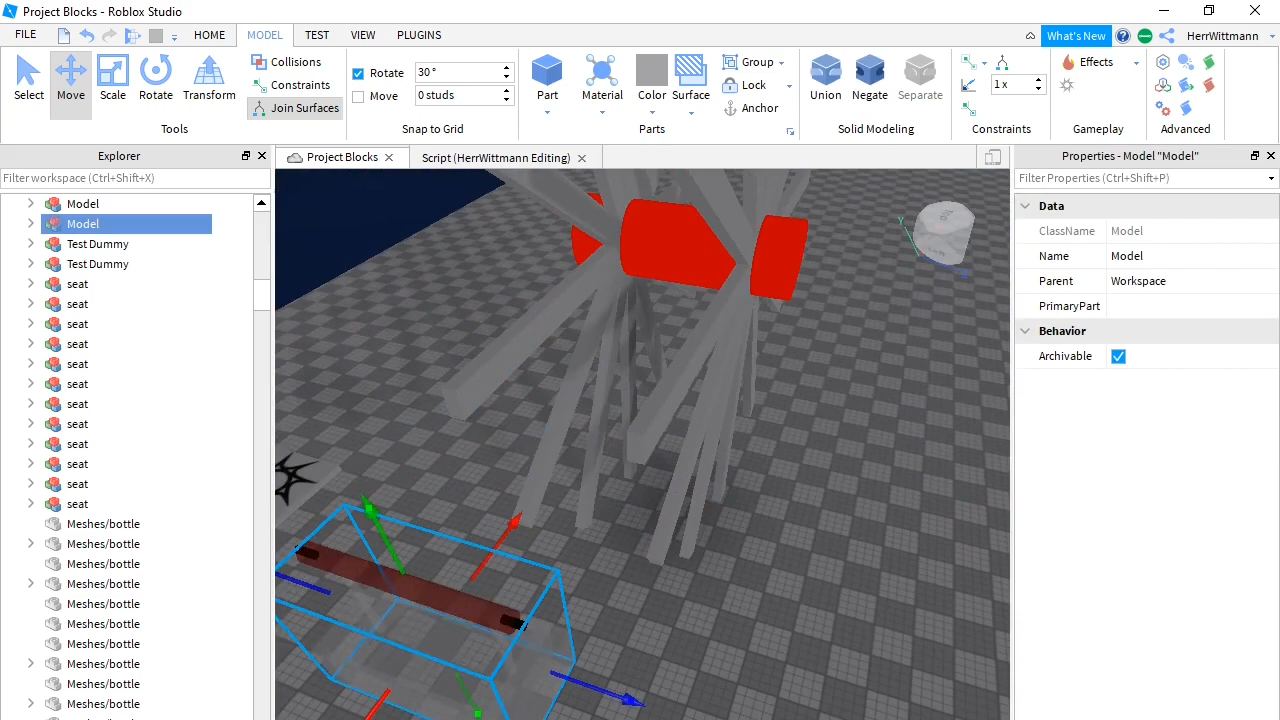 Project Blocks - Roblox Studio
FILE HOME MODEL TEST VIEW PLUGINS What's New HerrWittmann
Select Move Scale Rotate Transform
Collisions
Constraints
Join Surfaces
Tools
Rotate 30°
Move 0 studs
Snap to Grid
Part Material Color Surface
Group
Lock
Anchor
Parts
Union Negate Separate
Solid Modeling
1 x
Constraints
Effects
Gameplay
Advanced
Explorer
Filter workspace (Ctrl+Shift+X)
Model
Model
Test Dummy
Test Dummy
seat
seat
seat
seat
seat
seat
seat
seat
seat
seat
seat
seat
Meshes/bottle
Meshes/bottle
Meshes/bottle
Meshes/bottle
Meshes/bottle
Meshes/bottle
Meshes/bottle
Meshes/bottle
Meshes/bottle
Meshes/bottle
Project Blocks Script (HerrWittmann Editing)
Y
Properties - Model "Model"
Filter Properties (Ctrl+Shift+P)
Data
ClassName Model
Name Model
Parent Workspace
PrimaryPart
Behavior
Archivable